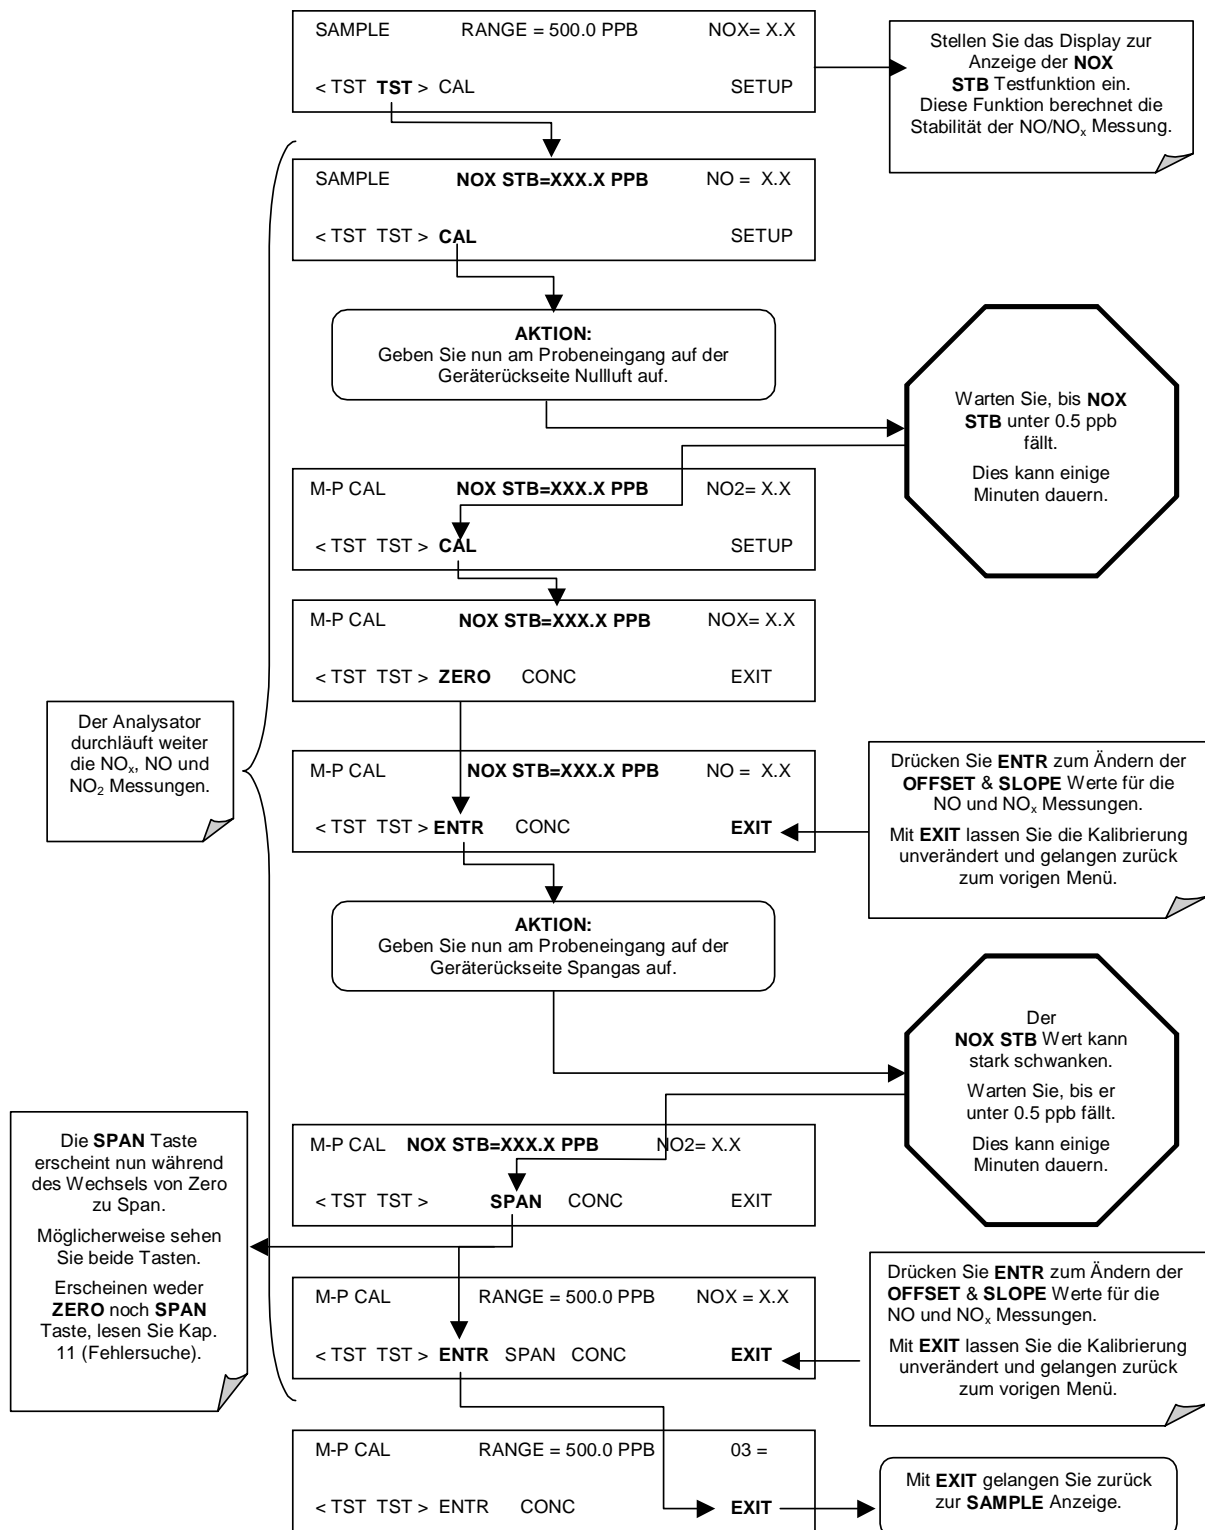 SAMPLE RANGE = 500.0 PPB NOX= X.X
< TST TST > CAL SETUP
Stellen Sie das Display zur
Anzeige der NOX
STB Testfunktion ein.
Diese Funktion berechnet die
Stabilität der NO/NOx Messung.
SAMPLE NOX STB=XXX.X PPB NO = X.X
< TST TST > CAL SETUP
AKTION:
Geben Sie nun am Probeneingang auf der
Geräterückseite Nullluft auf.
Warten Sie, bis NOX
STB unter 0.5 ppb
fällt.
Dies kann einige
Minuten dauern.
M-P CAL NOX STB=XXX.X PPB NO2= X.X
< TST TST > CAL SETUP
M-P CAL NOX STB=XXX.X PPB NOX= X.X
< TST TST > ZERO CONC EXIT
Der Analysator
durchläuft weiter
die NOx, NO und
NO2 Messungen.
M-P CAL NOX STB=XXX.X PPB NO = X.X
< TST TST > ENTR CONC EXIT
Drücken Sie ENTR zum Ändern der
OFFSET & SLOPE Werte für die
NO und NOx Messungen.
Mit EXIT lassen Sie die Kalibrierung
unverändert und gelangen zurück
zum vorigen Menü.
AKTION:
Geben Sie nun am Probeneingang auf der
Geräterückseite Spangas auf.
Der
NOX STB Wert kann
stark schwanken.
Warten Sie, bis er
unter 0.5 ppb fällt.
Dies kann einige
Minuten dauern.
M-P CAL NOX STB=XXX.X PPB NO2= X.X
< TST TST > SPAN CONC EXIT
Die SPAN Taste
erscheint nun während
des Wechsels von Zero
zu Span.
Möglicherweise sehen
Sie beide Tasten.
Erscheinen weder
ZERO noch SPAN
Taste, lesen Sie Kap.
11 (Fehlersuche).
M-P CAL RANGE = 500.0 PPB NOX = X.X
< TST TST > ENTR SPAN CONC EXIT
Drücken Sie ENTR zum Ändern der
OFFSET & SLOPE Werte für die
NO und NOx Messungen.
Mit EXIT lassen Sie die Kalibrierung
unverändert und gelangen zurück
zum vorigen Menü.
M-P CAL RANGE = 500.0 PPB 03 =
< TST TST > ENTR CONC EXIT
Mit EXIT gelangen Sie zurück
zur SAMPLE Anzeige.